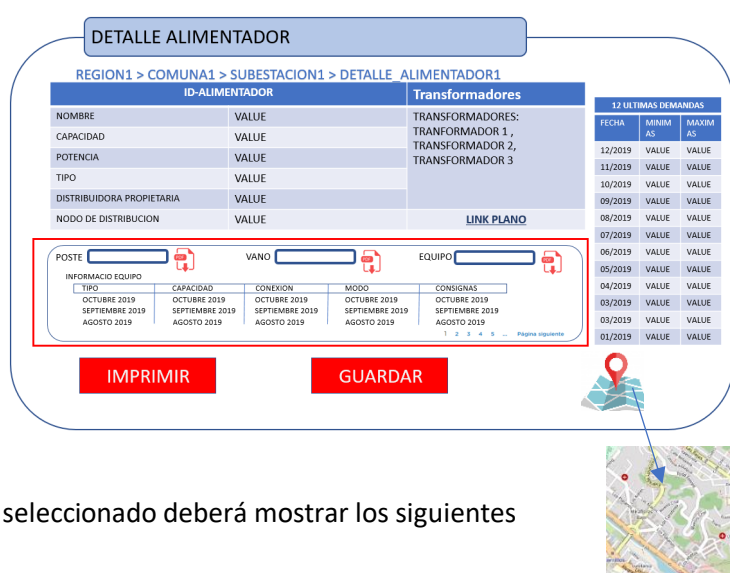 DETALLE ALIMENTADOR
REGION1 > COMUNA1 > SUBESTACION1 > DETALLE_ALIMENTADOR1
ID-ALIMENTADOR Transformadores
NOMBRE VALUE TRANSFORMADORES:
TRANFORMADOR 1 ,
TRANSFORMADOR 2,
TRANSFORMADOR 3
CAPACIDAD VALUE
POTENCIA VALUE
TIPO VALUE
DISTRIBUIDORA PROPIETARIA VALUE
NODO DE DISTRIBUCION VALUE LINK PLANO
12 ULTIMAS DEMANDAS
FECHA MINIM
AS MAXIM
AS
12/2019 VALUE VALUE
11/2019 VALUE VALUE
10/2019 VALUE VALUE
09/2019 VALUE VALUE
08/2019 VALUE VALUE
07/2019 VALUE VALUE
06/2019 VALUE VALUE
05/2019 VALUE VALUE
04/2019 VALUE VALUE
03/2019 VALUE VALUE
03/2019 VALUE VALUE
01/2019 VALUE VALUE
POSTE PDF VANO PDF EQUIPO PDF
INFORMACIO EQUIPO
TIPO CAPACIDAD CONEXION MODO CONSIGNAS
OCTUBRE 2019 OCTUBRE 2019 OCTUBRE 2019 OCTUBRE 2019 OCTUBRE 2019
SEPTIEMBRE 2019 SEPTIEMBRE 2019 SEPTIEMBRE 2019 SEPTIEMBRE 2019 SEPTIEMBRE 2019
AGOSTO 2019 AGOSTO 2019 AGOSTO 2019 AGOSTO 2019 AGOSTO 2019
1 2 3 4 5 ... Página siguiente
IMPRIMIR GUARDAR
seleccionado deberá mostrar los siguientes